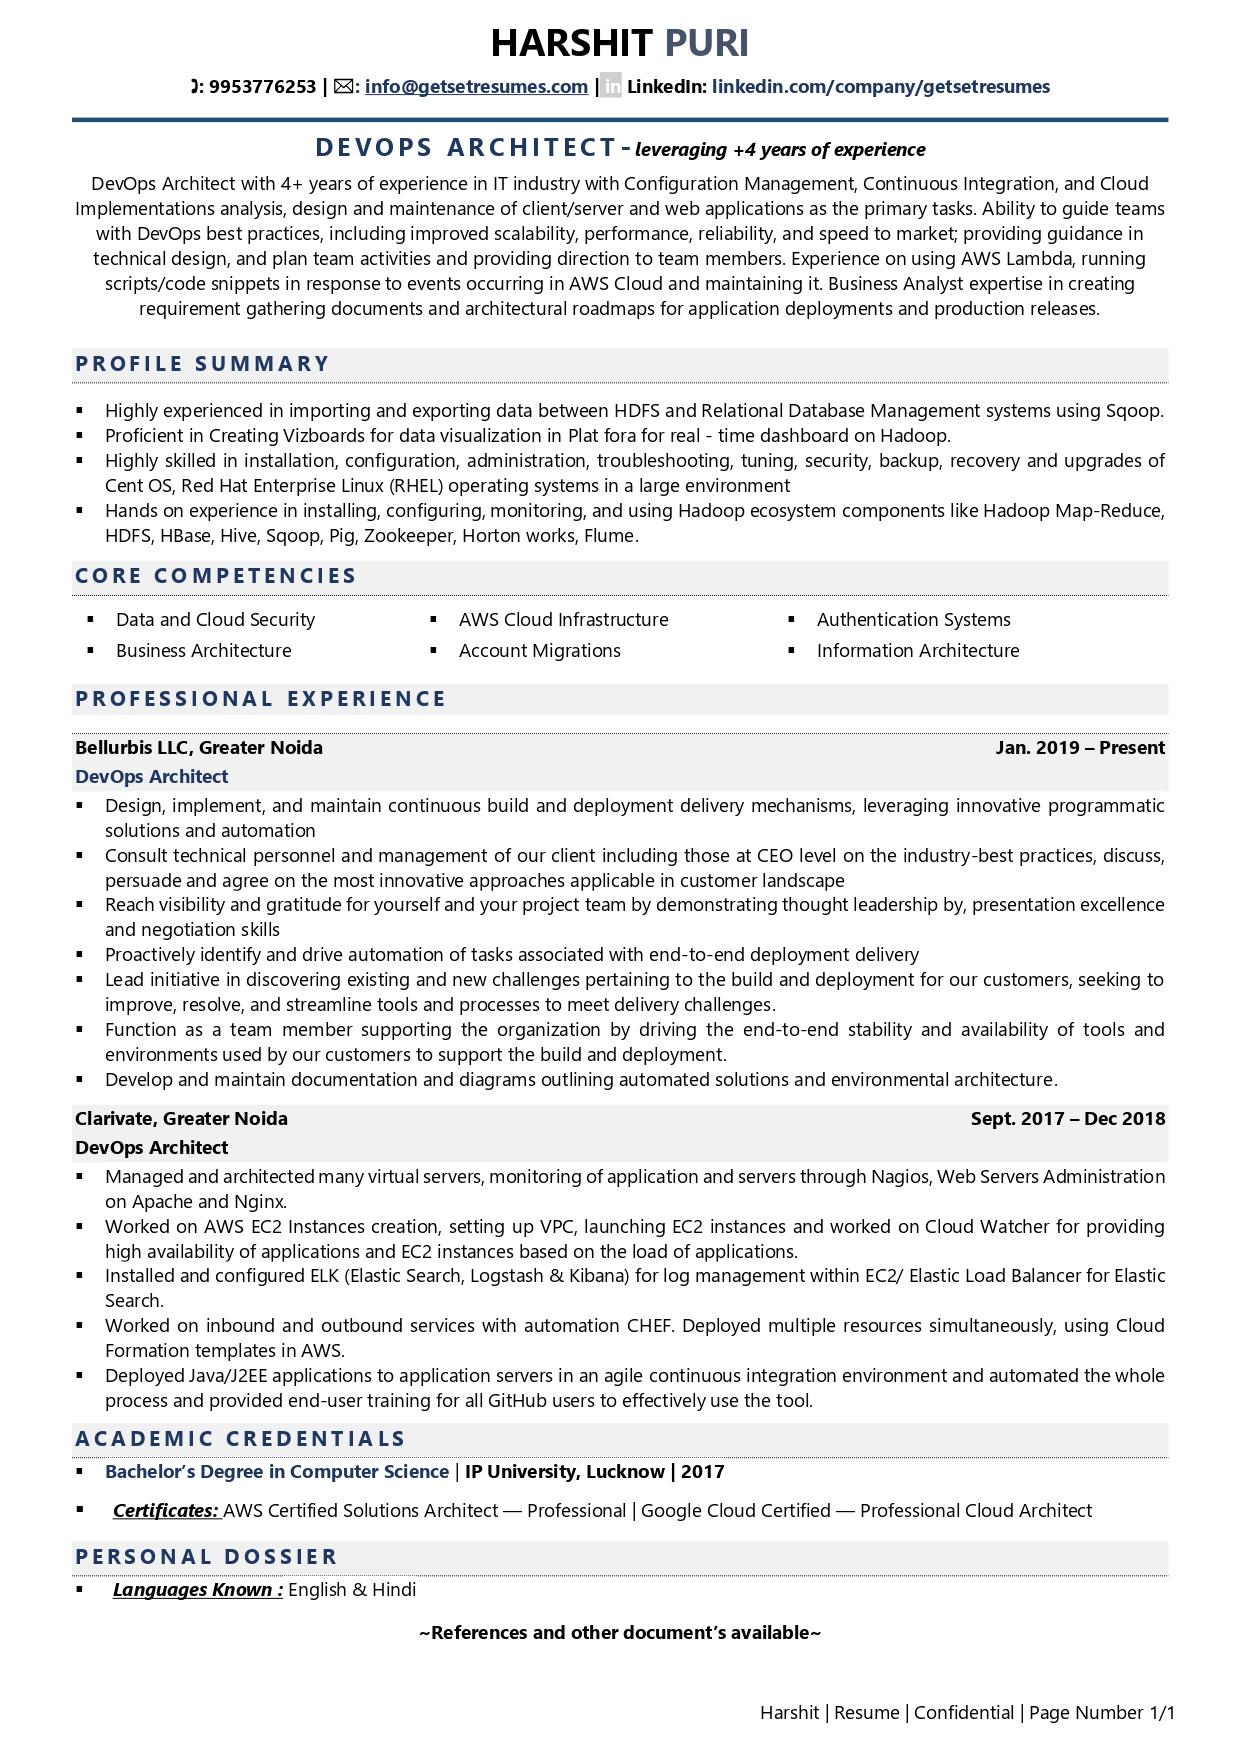 HARSHIT PURI
: 9953776253 | : info@getsetresumes.com | in LinkedIn: linkedin.com/company/getsetresumes
DEVOPS ARCHITECT- leveraging +4 years of experience
DevOps Architect with 4+ years of experience in IT industry with Configuration Management, Continuous Integration, and Cloud
Implementations analysis, design and maintenance of client/server and web applications as the primary tasks. Ability to guide teams
with DevOps best practices, including improved scalability, performance, reliability, and speed to market; providing guidance in
technical design, and plan team activities and providing direction to team members. Experience on using AWS Lambda, running
scripts/code snippets in response to events occurring in AWS Cloud and maintaining it. Business Analyst expertise in creating
requirement gathering documents and architectural roadmaps for application deployments and production releases.
PROFILE SUMMARY
▪ Highly experienced in importing and exporting data between HDFS and Relational Database Management systems using Sqoop.
▪ Proficient in Creating Vizboards for data visualization in Plat fora for real - time dashboard on Hadoop.
▪ Highly skilled in installation, configuration, administration, troubleshooting, tuning, security, backup, recovery and upgrades of
Cent OS, Red Hat Enterprise Linux (RHEL) operating systems in a large environment
▪ Hands on experience in installing, configuring, monitoring, and using Hadoop ecosystem components like Hadoop Map-Reduce,
HDFS, HBase, Hive, Sqoop, Pig, Zookeeper, Horton works, Flume.
CORE COMPETENCIES
▪ Data and Cloud Security ▪ AWS Cloud Infrastructure ▪ Authentication Systems
▪ Business Architecture ▪ Account Migrations ▪ Information Architecture
PROFESSIONAL EXPERIENCE
Bellurbis LLC, Greater Noida Jan. 2019 – Present
DevOps Architect
▪ Design, implement, and maintain continuous build and deployment delivery mechanisms, leveraging innovative programmatic
solutions and automation
▪ Consult technical personnel and management of our client including those at CEO level on the industry-best practices, discuss,
persuade and agree on the most innovative approaches applicable in customer landscape
▪ Reach visibility and gratitude for yourself and your project team by demonstrating thought leadership by, presentation excellence
and negotiation skills
▪ Proactively identify and drive automation of tasks associated with end-to-end deployment delivery
▪ Lead initiative in discovering existing and new challenges pertaining to the build and deployment for our customers, seeking to
improve, resolve, and streamline tools and processes to meet delivery challenges.
▪ Function as a team member supporting the organization by driving the end-to-end stability and availability of tools and
environments used by our customers to support the build and deployment.
▪ Develop and maintain documentation and diagrams outlining automated solutions and environmental architecture.
Clarivate, Greater Noida Sept. 2017 – Dec 2018
DevOps Architect
▪ Managed and architected many virtual servers, monitoring of application and servers through Nagios, Web Servers Administration
on Apache and Nginx.
▪ Worked on AWS EC2 Instances creation, setting up VPC, launching EC2 instances and worked on Cloud Watcher for providing
high availability of applications and EC2 instances based on the load of applications.
▪ Installed and configured ELK (Elastic Search, Logstash & Kibana) for log management within EC2/ Elastic Load Balancer for Elastic
Search.
▪ Worked on inbound and outbound services with automation CHEF. Deployed multiple resources simultaneously, using Cloud
Formation templates in AWS.
▪ Deployed Java/J2EE applications to application servers in an agile continuous integration environment and automated the whole
process and provided end-user training for all GitHub users to effectively use the tool.
ACADEMIC CREDENTIALS
▪ Bachelor’s Degree in Computer Science | IP University, Lucknow | 2017
▪ Certificates: AWS Certified Solutions Architect — Professional | Google Cloud Certified — Professional Cloud Architect
PERSONAL DOSSIER
▪ Languages Known : English & Hindi
~References and other document’s available~
Harshit | Resume | Confidential | Page Number 1/1